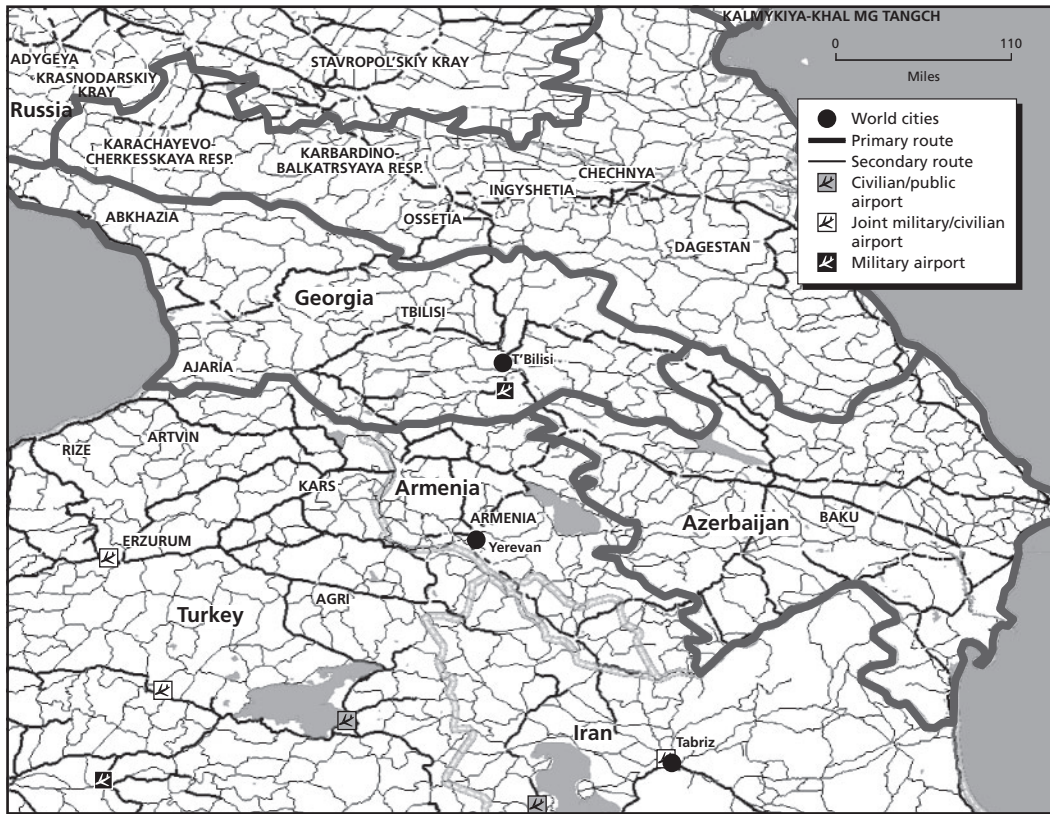 KALMYKIYA-KHAL MG TANGCH
0 110
Miles
ADYGEYA
KRASNODARSKIY
KRAY
STAVROPOL'SKIY KRAY
Russia
World cities
Primary route
Secondary route
Civilian/public
airport
Joint military/civilian
airport
Military airport
KARACHAYEVO-
CHERKESSKAYA RESP.
KARBARDINO-
BALKATRSYAYA RESP.
CHECHNYA
INGYSHETIA
ABKHAZIA
OSSETIA
DAGESTAN
Georgia
TBILISI
T'Bilisi
AJARIA
RIZE
ARTVIN
KARS
Armenia
ARMENIA
Yerevan
Azerbaijan
BAKU
ERZURUM
AGRI
Turkey
Iran
Tabriz